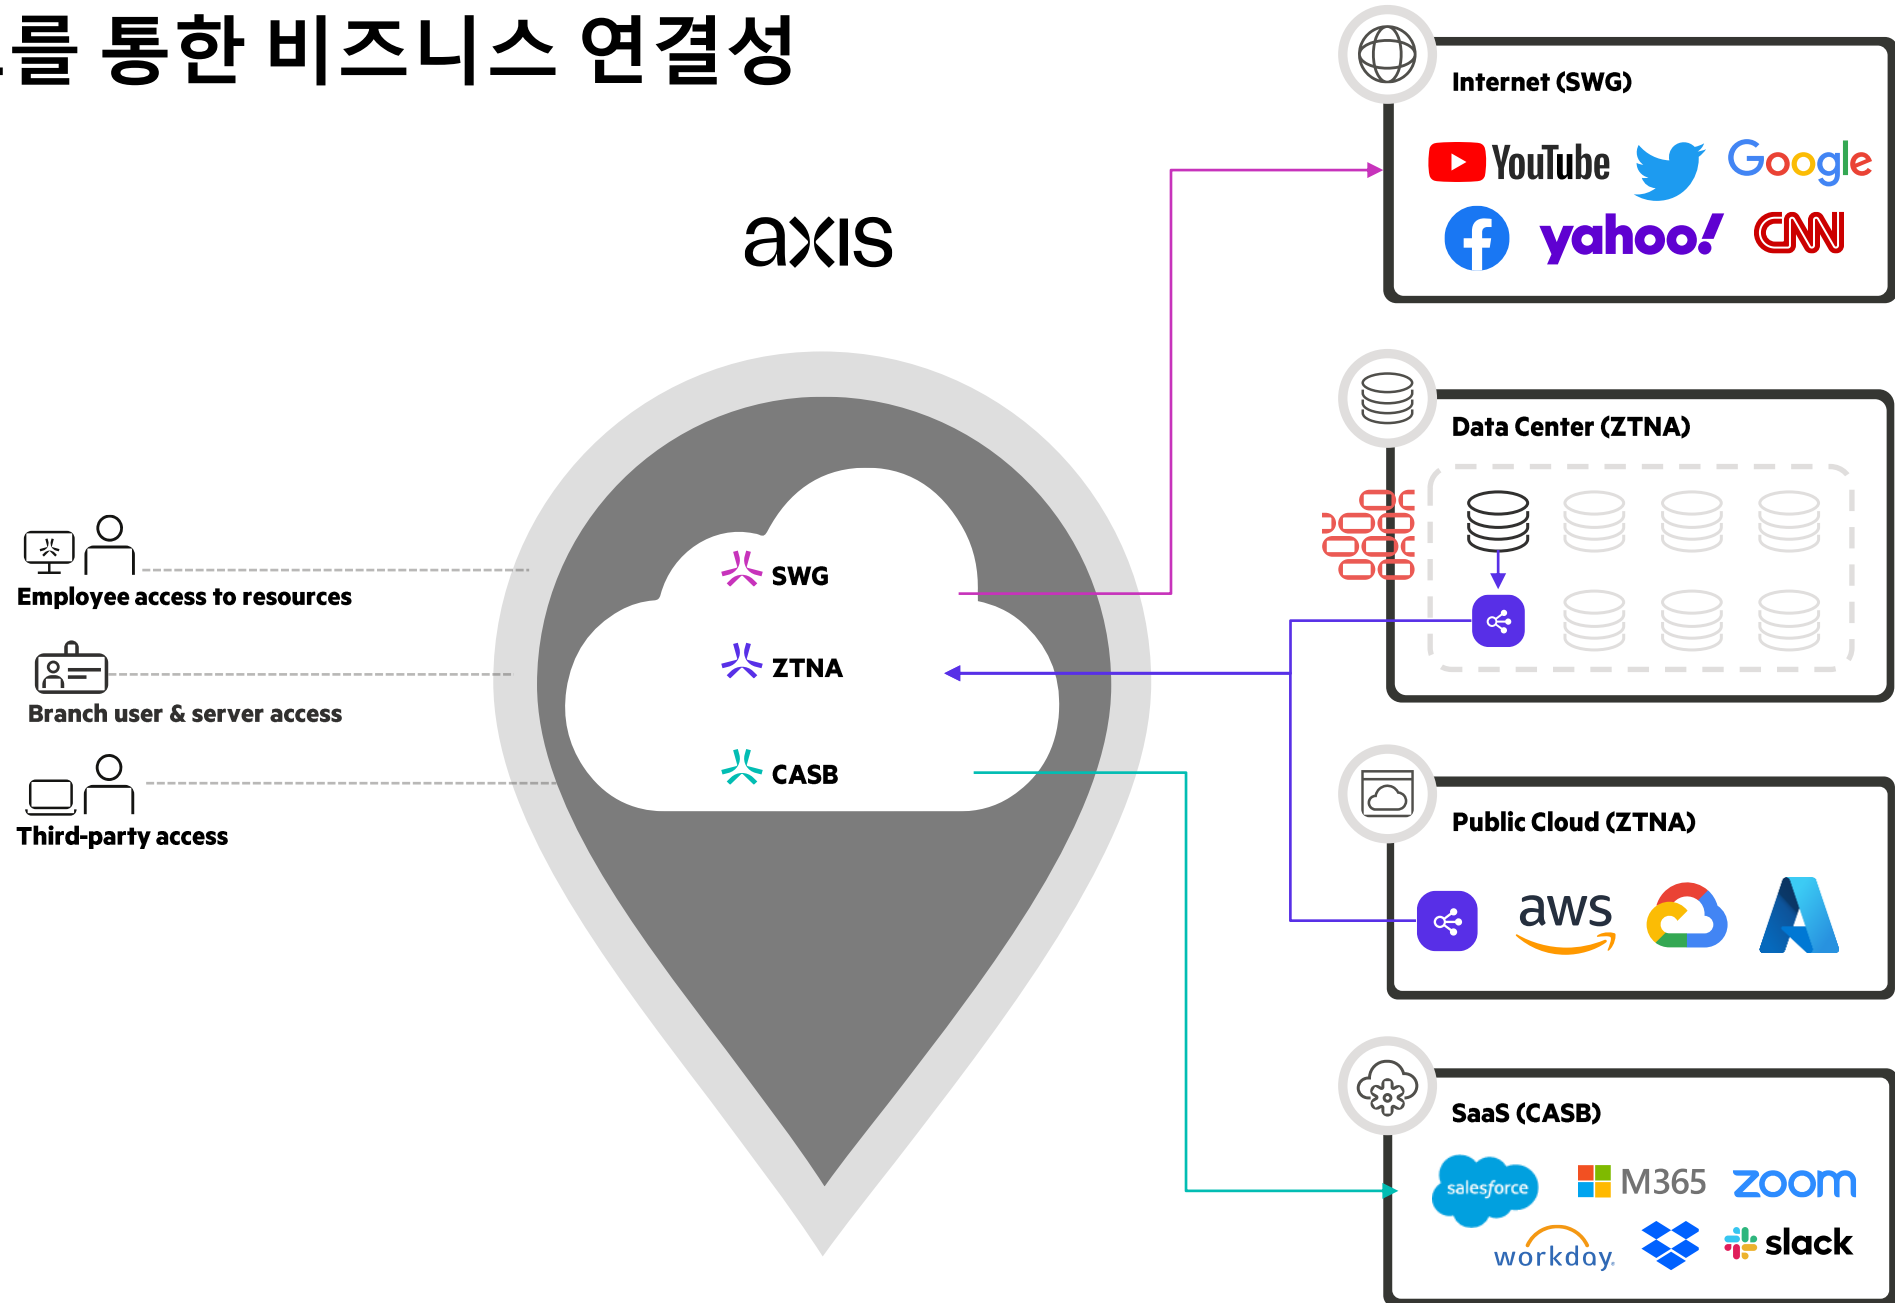 를 통한 비즈니스 연결성
axis
SWG
ZTNA
CASB
Employee access to resources
Branch user & server access
Third-party access
Internet (SWG)
YouTube
Google
yahoo!
CNN
Data Center (ZTNA)
Public Cloud (ZTNA)
aws
SaaS (CASB)
salesforce
M365
zoom
workday.
slack